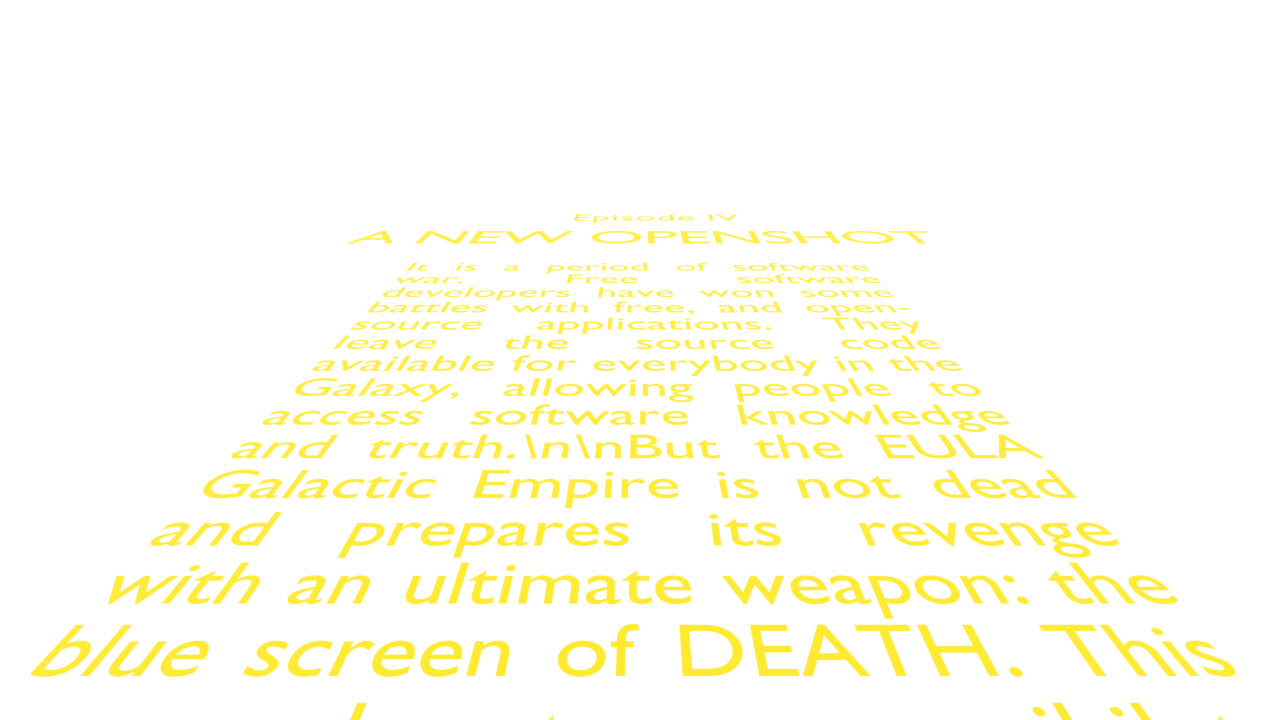 Episode IV
A NEW OPENSHOT
It is a period of software
war. Free software
developers have won some
battles with free, and open-
source applications. They
leave the source code
available for everybody in the
Galaxy, allowing people to
access software knowledge
and truth.\n\nBut the EULA
Galactic Empire is not dead
and prepares its revenge
with an ultimate weapon: the
blue screen of DEATH. This